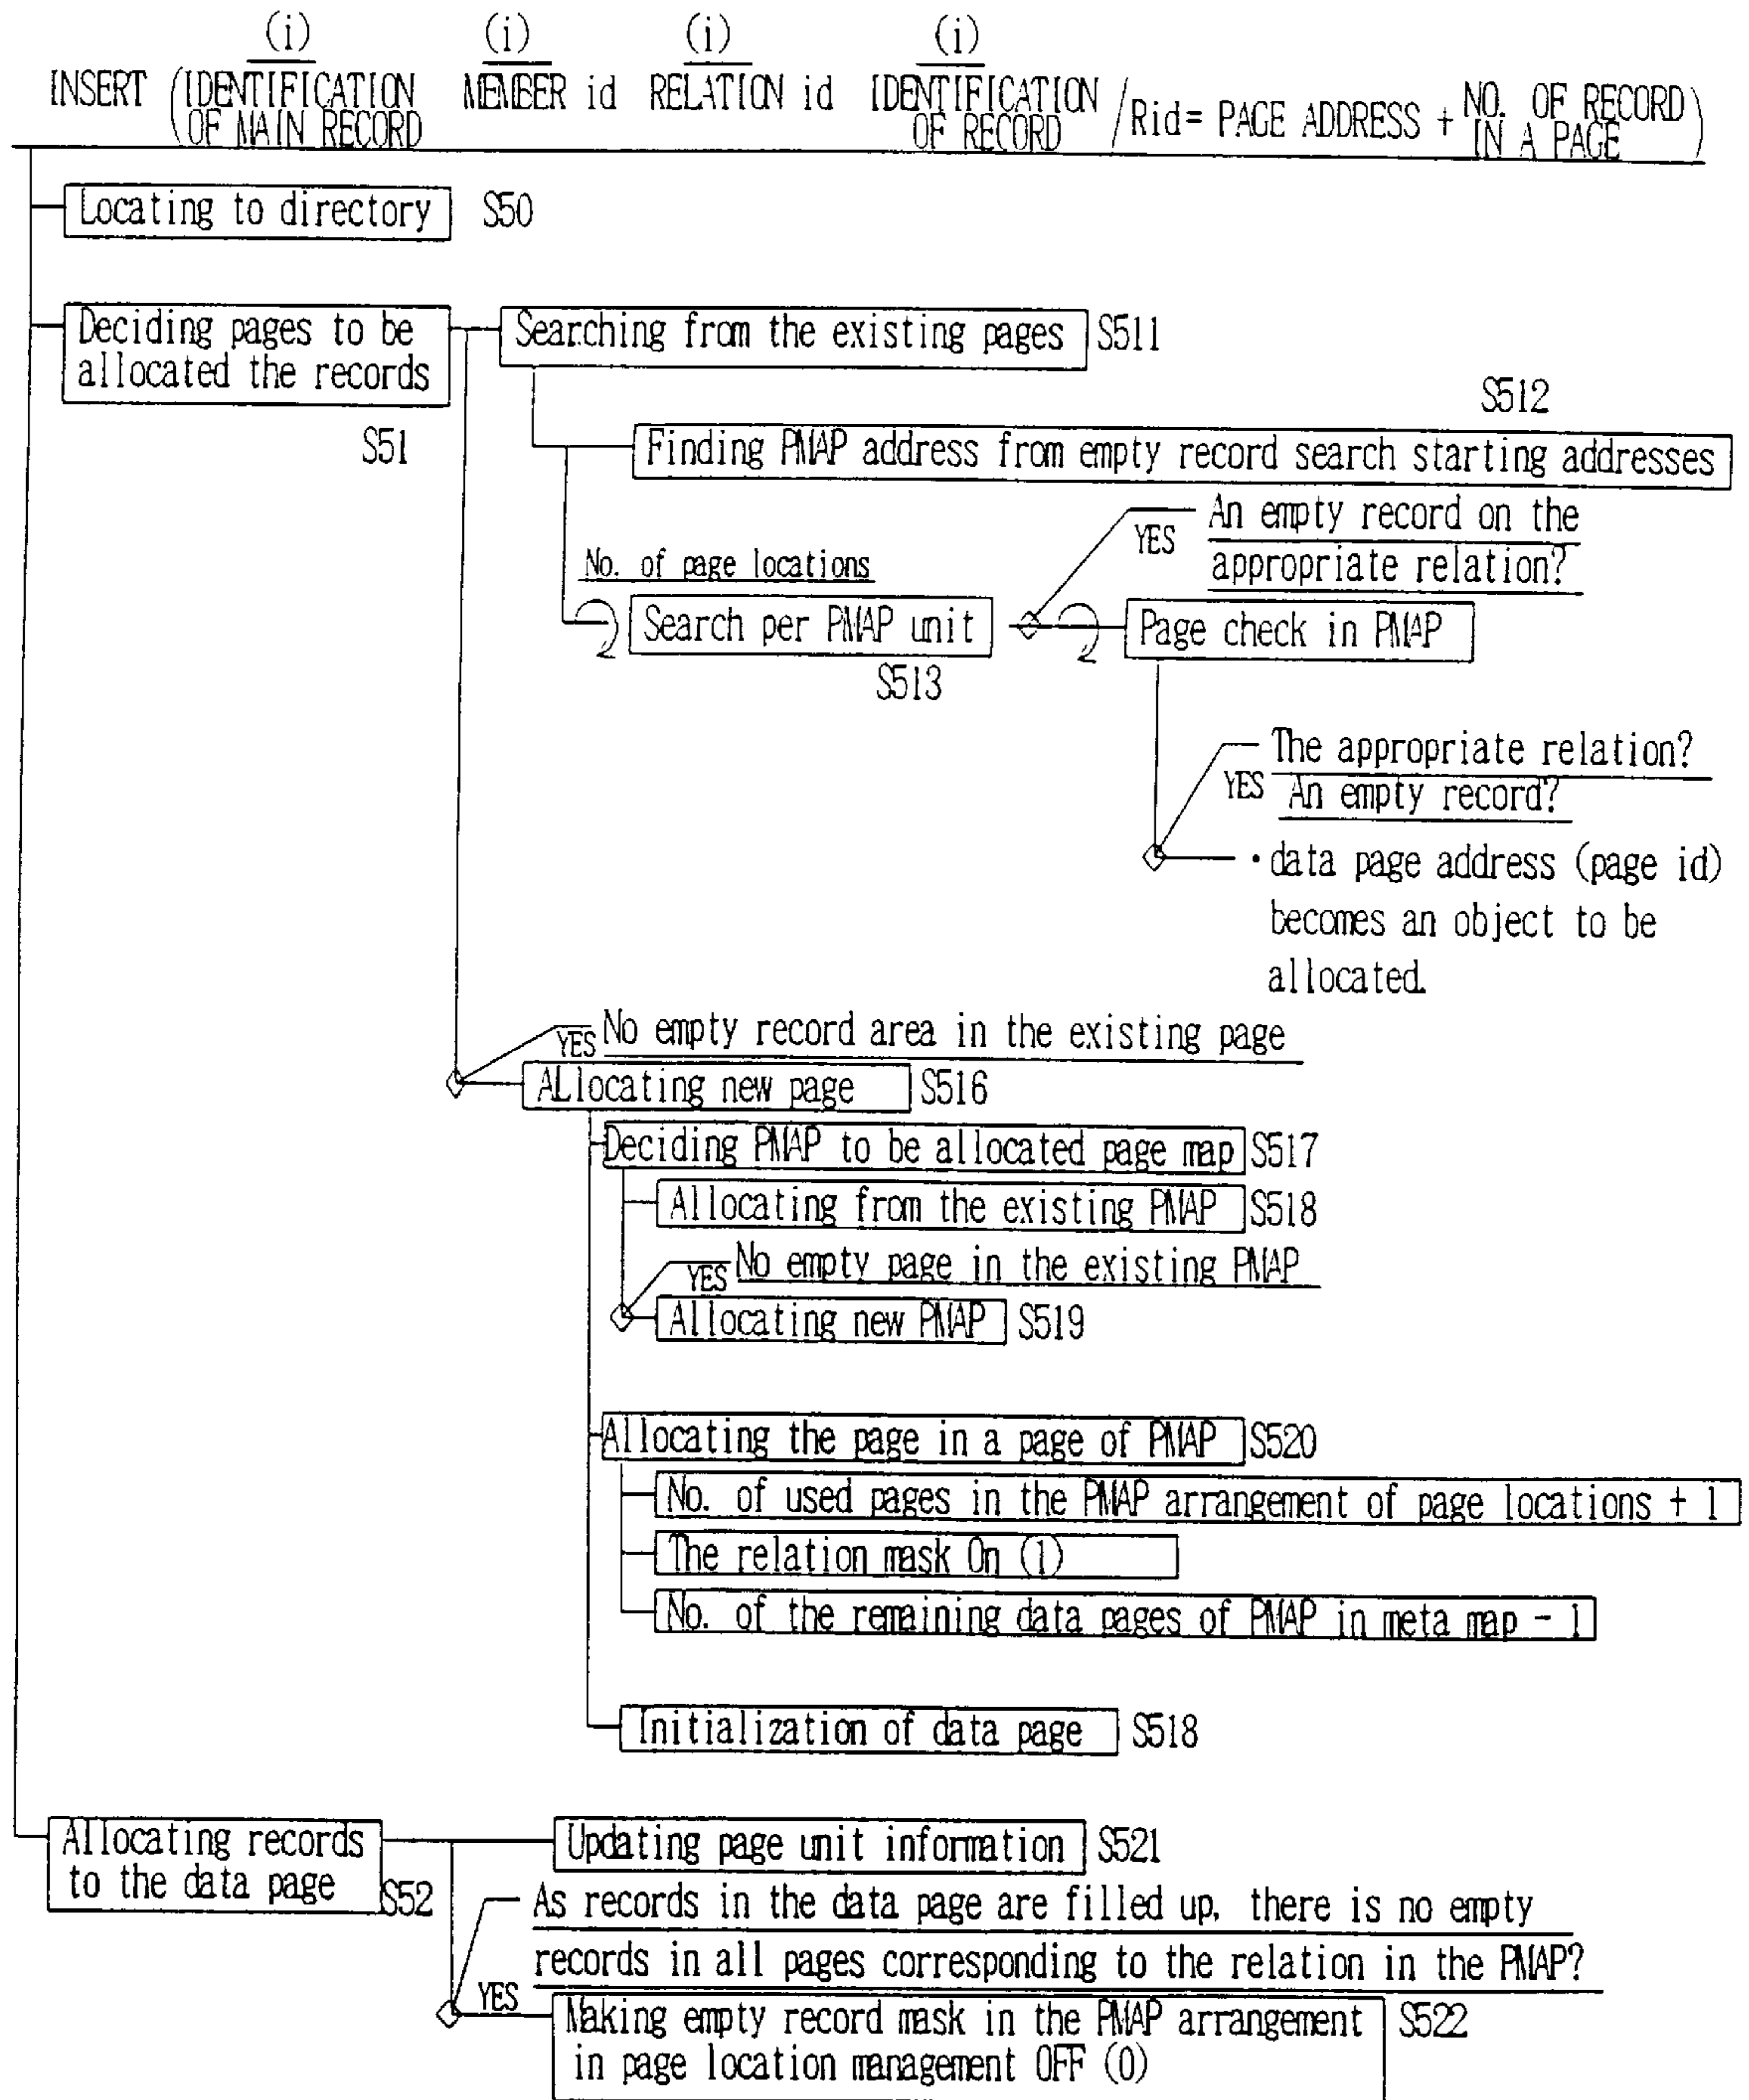 (i) (i) (i) (i)
INSERT (IDENTIFICATION OF MAIN RECORD MEMBER id RELATION id IDENTIFICATION OF RECORD / Rid= PAGE ADDRESS + NO. OF RECORD IN A PAGE)
Locating to directory S50
Deciding pages to be
allocated the records
S51
Searching from the existing pages S511
S512
Finding PMAP address from empty record search starting addresses
YES An empty record on the
appropriate relation?
No. of page locations
Search per PMAP unit
S513
Page check in PMAP
The appropriate relation?
YES An empty record?
・data page address (page id)
becomes an object to be
allocated.
YES No empty record area in the existing page
ALlocating new page S516
Deciding PMAP to be allocated page map S517
Allocating from the existing PMAP S518
YES No empty page in the existing PMAP
Allocating new PMAP S519
Allocating the page in a page of PMAP S520
No. of used pages in the PMAP arrangement of page locations + 1
The relation mask On (1)
No. of the remaining data pages of PMAP in meta map - 1
Initialization of data page S518
Allocating records
to the data page S52
Updating page unit information S521
As records in the data page are filled up, there is no empty
records in all pages corresponding to the relation in the PMAP?
YES
Making empty record mask in the PMAP arrangement S522
in page location management OFF (0)